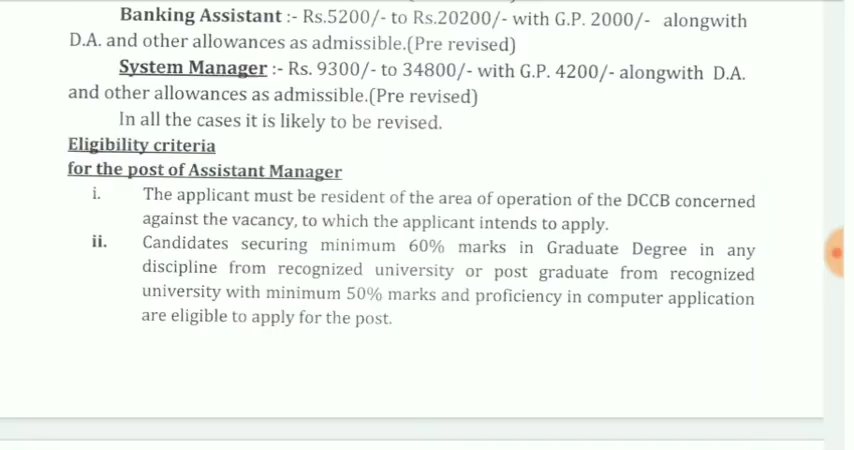 Banking Assistant :- Rs.5200/- to Rs.20200/- with G.P. 2000/- alongwith
D.A. and other allowances as admissible.(Pre revised)
System Manager :- Rs. 9300/- to 34800/- with G.P. 4200/- alongwith D.A.
and other allowances as admissible.(Pre revised)
In all the cases it is likely to be revised.
Eligibility criteria
for the post of Assistant Manager
i. The applicant must be resident of the area of operation of the DCCB concerned
against the vacancy, to which the applicant intends to apply.
ii. Candidates securing minimum 60% marks in Graduate Degree in any
discipline from recognized university or post graduate from recognized
university with minimum 50% marks and proficiency in computer application
are eligible to apply for the post.